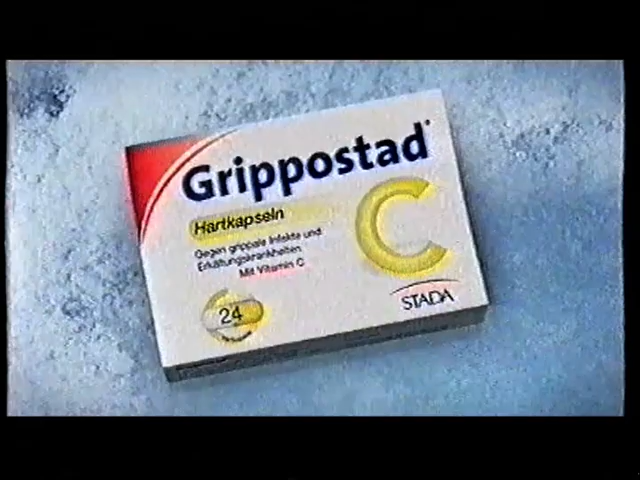 Grippostad
C
Hartkapseln
Gegen grippale Infekte und
Erkältungskrankheiten
Mit Vitamin C
24
STADA